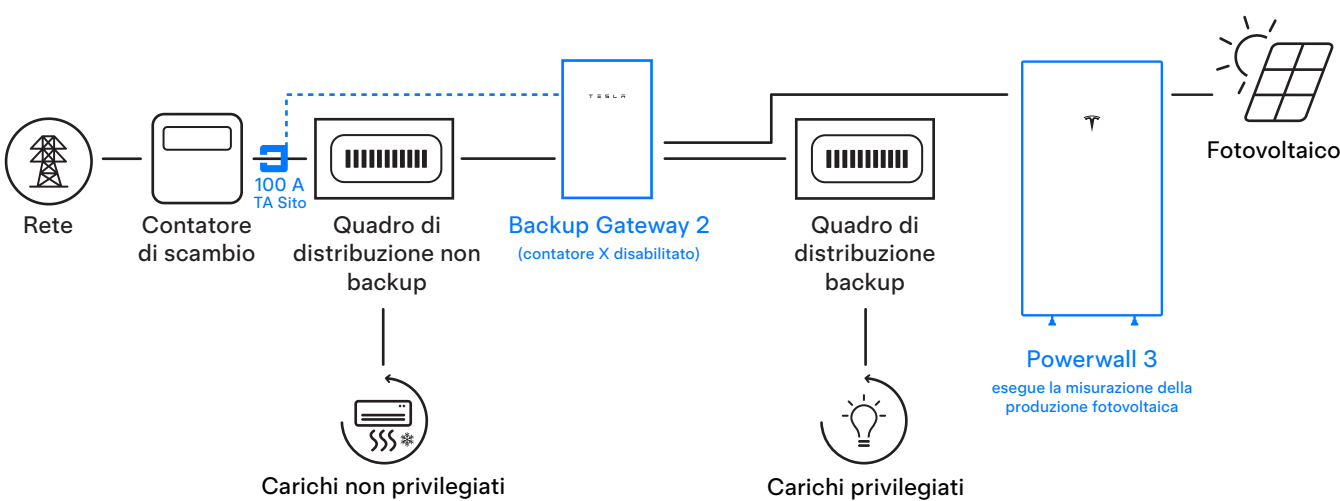 TESLA
Fotovoltaico
100 A
TA Sito
Rete
Contatore
di scambio
Quadro di
distribuzione non
backup
Backup Gateway 2
(contatore X disabilitato)
Quadro di
distribuzione
backup
Powerwall 3
esegue la misurazione della
produzione fotovoltaica
Carichi non privilegiati
Carichi privilegiati